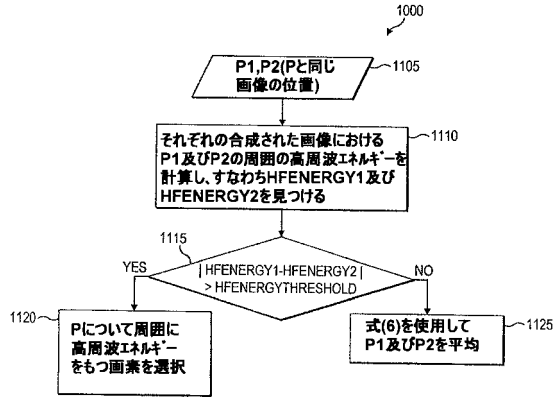 1000
P1,P2(Pと同じ
画像の位置)
1105
それぞれの合成された画像における
P1及びP2の周囲の高周波エネルギーを
計算し、すなわちHFENERGY1及び
HFENERGY2を見つける
1110
1115
| HFENERGY1-HFENERGY2 |
> HFENERGYTHRESHOLD
YES
NO
1120
Pについて周囲に
高周波エネルギー
をもつ画素を選択
式(6)を使用して
P1及びP2を平均
1125